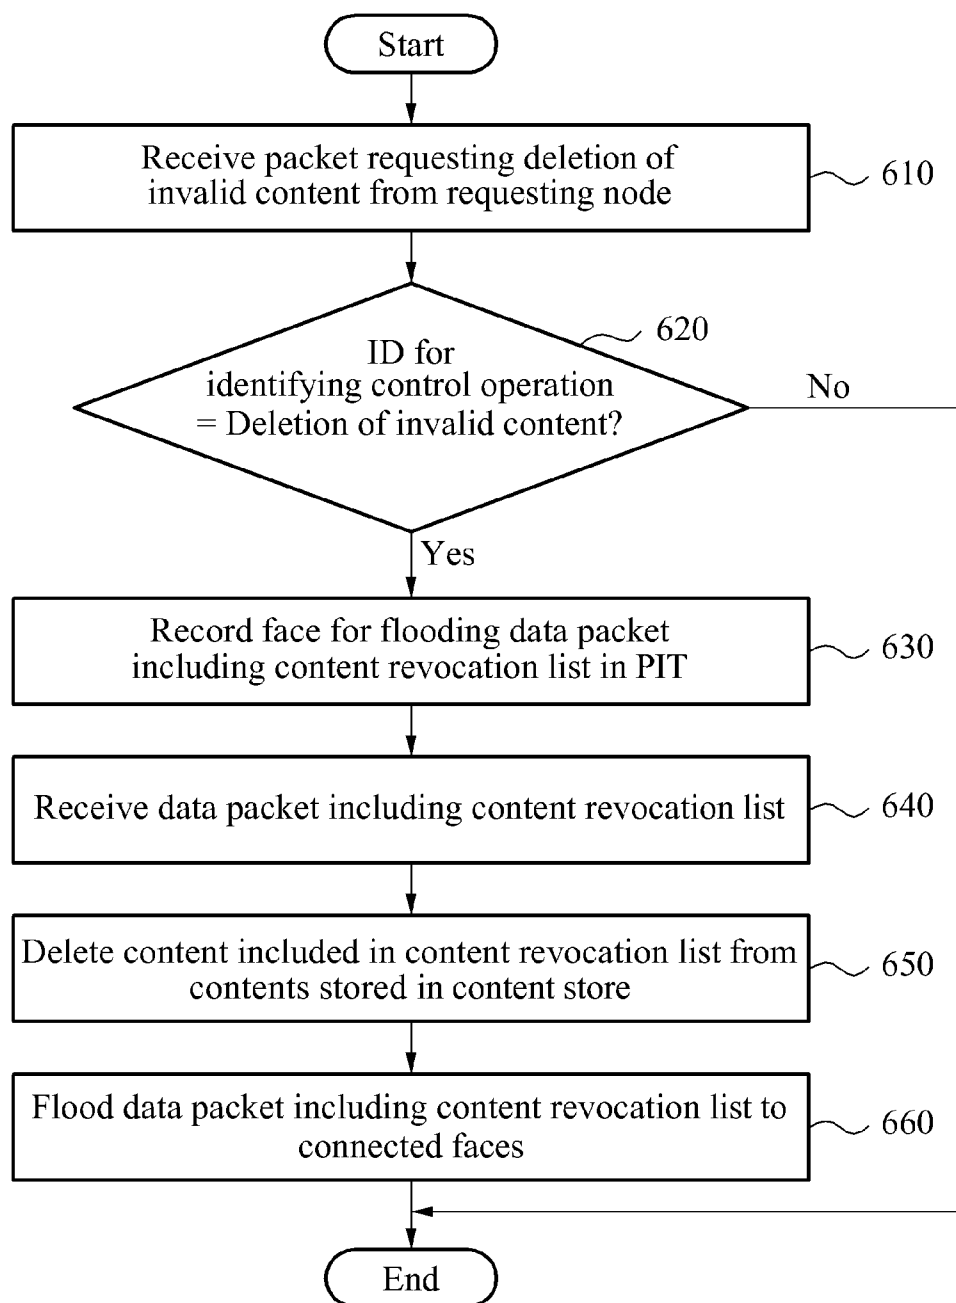 Start
Receive packet requesting deletion of
invalid content from requesting node
610
620
ID for
identifying control operation
= Deletion of invalid content?
No
Yes
Record face for flooding data packet
including content revocation list in PIT
630
Receive data packet including content revocation list
640
Delete content included in content revocation list from
contents stored in content store
650
Flood data packet including content revocation list to
connected faces
660
End